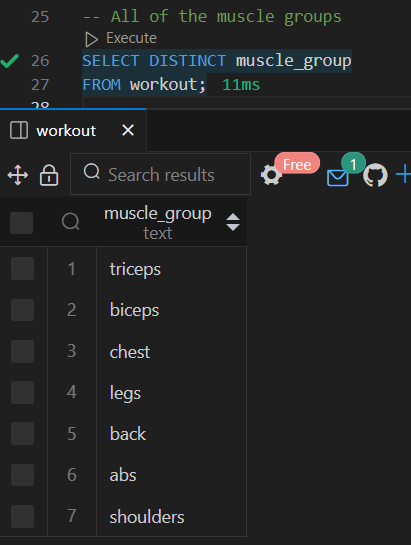 25 -- All of the muscle groups
Execute
26 SELECT DISTINCT muscle_group
27 FROM workout; 11ms
28
workout
Search results Free 1
muscle_group
text
1 triceps
2 biceps
3 chest
4 legs
5 back
6 abs
7 shoulders